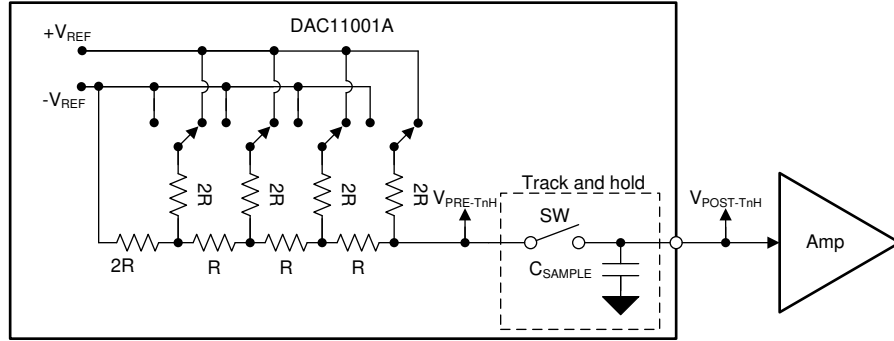 DAC11001A
+VREF
-VREF
2R
2R
2R
2R
VPRE-TnH
Track and hold
VPOST-TnH
SW
Amp
2R
R
R
R
CSAMPLE